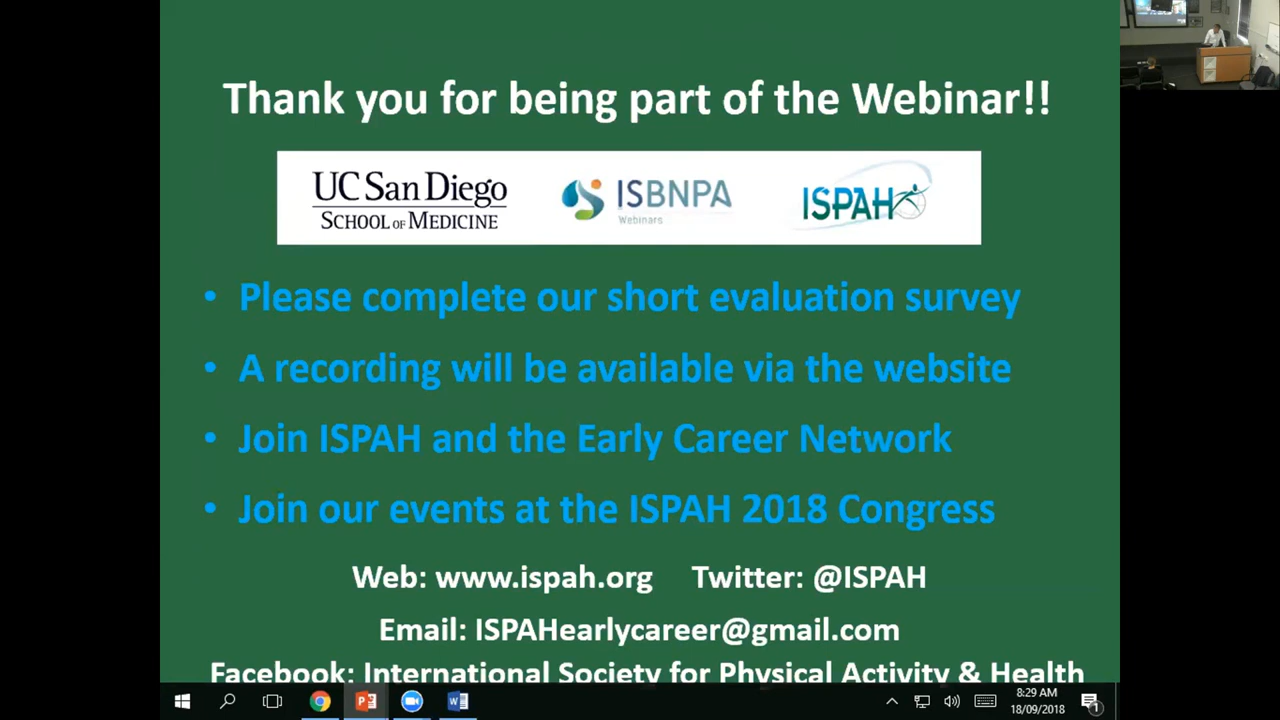 Thank you for being part of the Webinar!!
UC San Diego
SCHOOL OF MEDICINE
ISBNPA
Webinars
ISPAH
• Please complete our short evaluation survey
• A recording will be available via the website
• Join ISPAH and the Early Career Network
• Join our events at the ISPAH 2018 Congress
Web: www.ispah.org Twitter: @ISPAH
Email: ISPAHearlycareer@gmail.com
Facebook: International Society for Physical Activity & Health
8:29 AM
18/09/2018
1